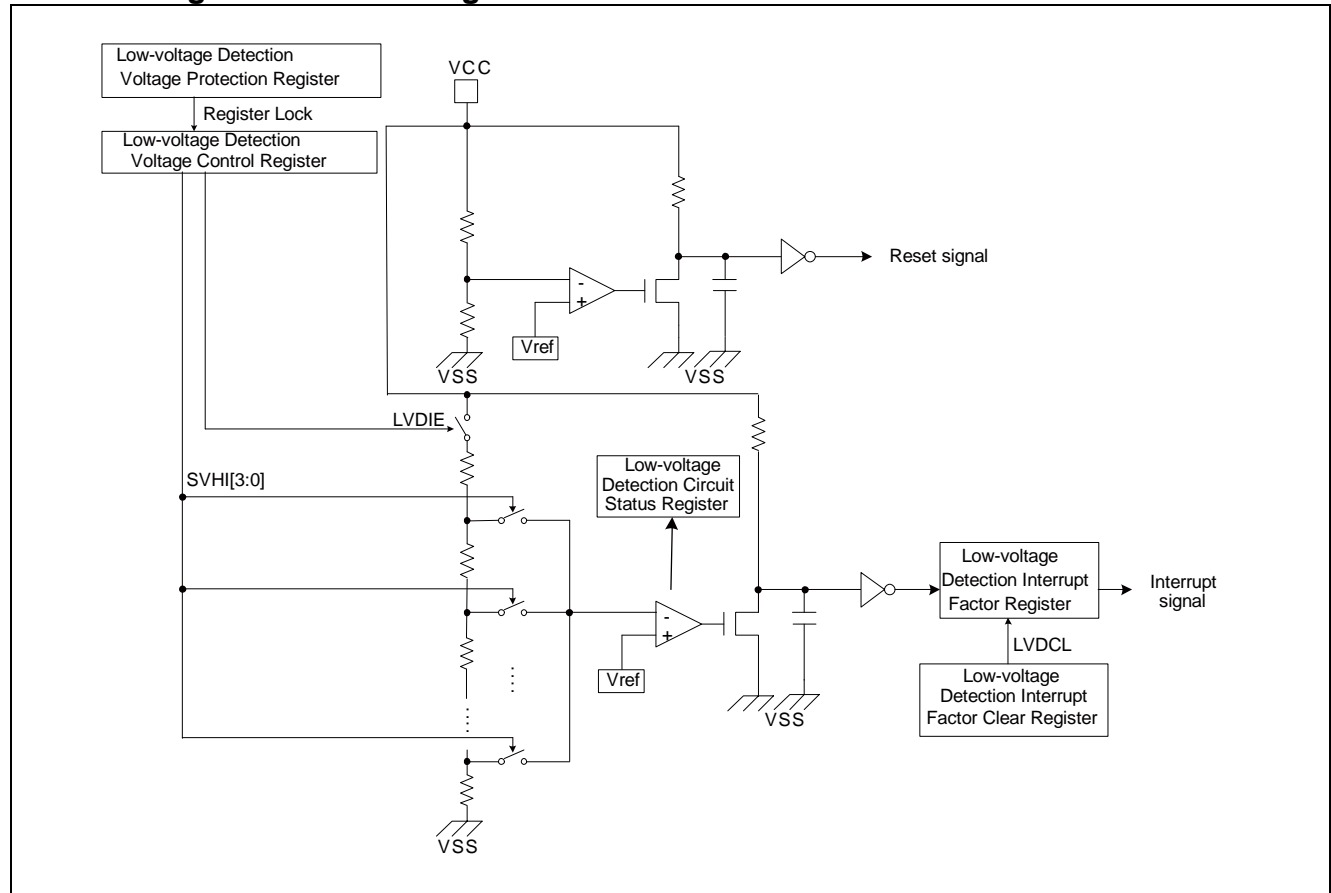 Low-voltage Detection
Voltage Protection Register
Register Lock
Low-voltage Detection
Voltage Control Register
VCC
-
+
Vref
Reset signal
VSS
VSS
LVDIE
SVHI[3:0]
Low-voltage
Detection Circuit
Status Register
-
+
Vref
VSS
Low-voltage
Detection Interrupt
Factor Register
Interrupt
signal
LVDCL
Low-voltage
Detection Interrupt
Factor Clear Register
VSS